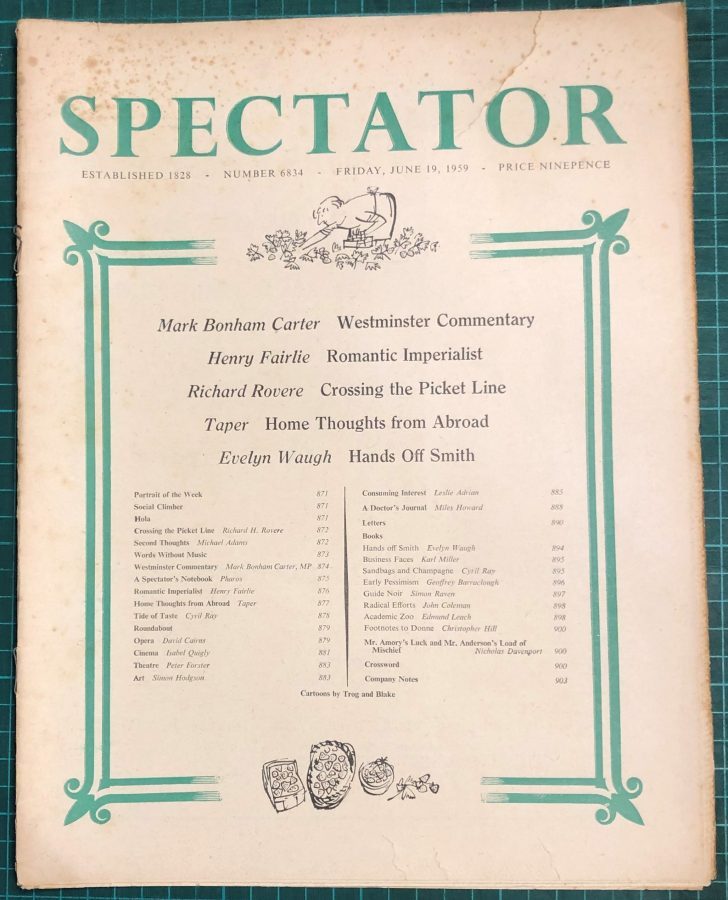 SPECTATOR
ESTABLISHED 1828 - NUMBER 6834 - FRIDAY, JUNE 19, 1959 - PRICE NINEPENCE
Mark Bonham Carter Westminster Commentary
Henry Fairlie Romantic Imperialist
Richard Rovere Crossing the Picket Line
Taper Home Thoughts from Abroad
Evelyn Waugh Hands Off Smith
Portrait of the Week 871
Social Climber 871
Hola 871
Crossing the Picket Line Richard H. Rovere 872
Second Thoughts Michael Adams 872
Words Without Music 873
Westminster Commentary Mark Bonham Carter, MP 874
A Spectator's Notebook Pharos 875
Romantic Imperialist Henry Fairlie 876
Home Thoughts from Abroad Taper 877
Tide of Taste Cyril Ray 878
Roundabout 879
Opera David Cairns 879
Cinema Isabel Quigly 881
Theatre Peter Forster 883
Art Simon Hodgson 883
Consuming Interest Leslie Adrian 885
A Doctor's Journal Miles Howard 888
Letters 890
Books
Hands off Smith Evelyn Waugh 894
Business Faces Karl Miller 895
Sandbags and Champagne Cyril Ray 895
Early Pessimism Geoffrey Barraclough 896
Guide Noir Simon Raven 897
Radical Efforts John Coleman 898
Academic Zoo Edmund Leach 898
Footnotes to Donne Christopher Hill 900
Mr. Amory's Luck and Mr. Anderson's Load of
Mischief Nicholas Davenport 900
Crossword 900
Company Notes 903
Cartoons by Trog and Blake